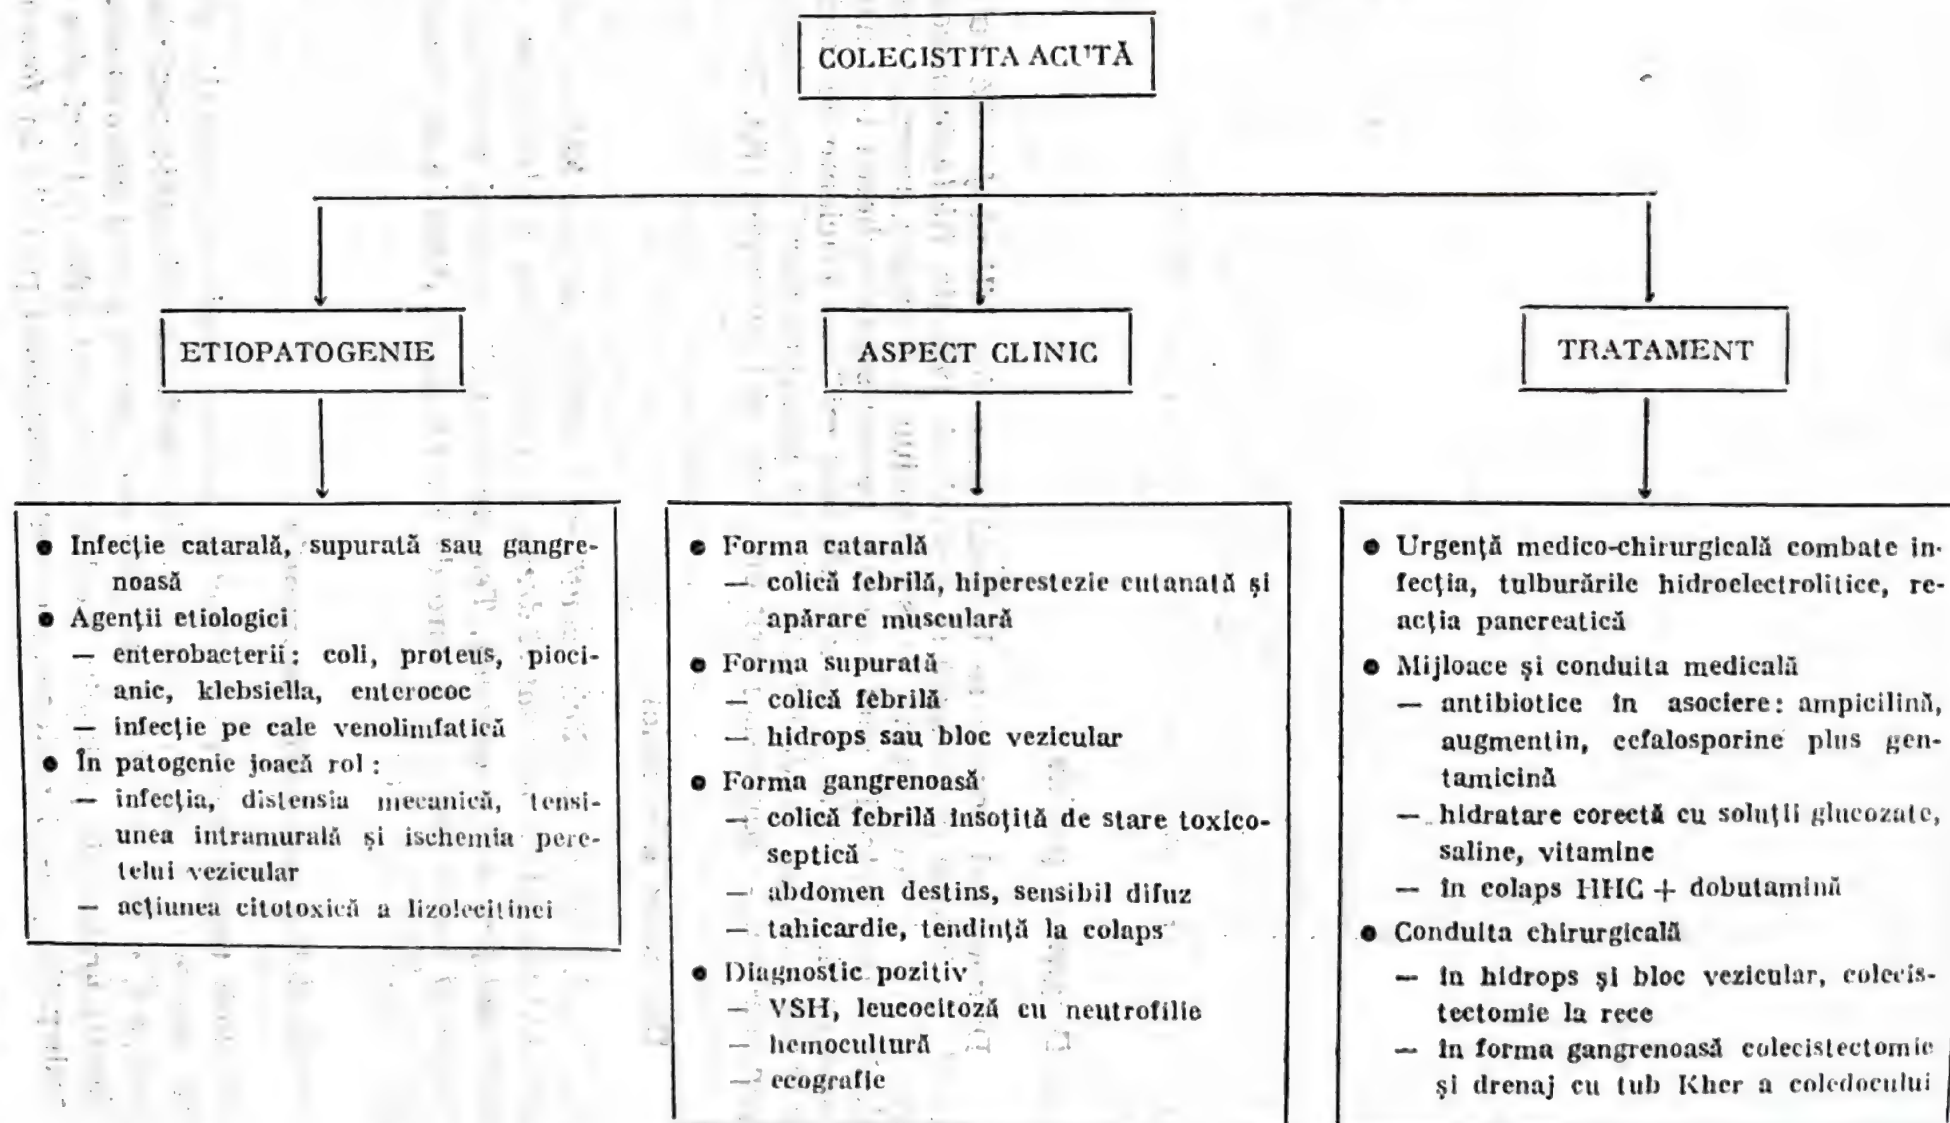 COLECISTITA ACUTĂ
ETIOPATOGENIE
● Infecție catarală, supurată sau gangre-
noasă
● Agenții etiologici
— enterobacterii: coli, proteus, pioci-
anic, klebsiella, enterococ
— infecție pe cale venolimfatică
● În patogenie joacă rol :
— infecția, distensia mecanică, tensi-
unea intramurală și ischemia pere-
telui vezicular
— acțiunea citotoxică a lizolecitinei
ASPECT CLINIC
● Forma catarală
— colică febrilă, hiperestezie cutanată și
apărare musculară
● Forma supurată
— colică febrilă
— hidrops sau bloc vezicular
● Forma gangrenoasă
— colică febrilă însoțită de stare toxico-
septică
— abdomen destins, sensibil difuz
— tahicardie, tendință la colaps
● Diagnostic pozitiv
— VSH, leucocitoză cu neutrofilie
— hemocultură
— ecografie
TRATAMENT
● Urgență medico-chirurgicală combate in-
fecția, tulburările hidroelectrolitice, re-
acția pancreatică
● Mijloace și conduita medicală
— antibiotice în asociere: ampicilină,
augmentin, cefalosporine plus gen-
tamicină
— hidratare corectă cu soluții glucozate,
saline, vitamine
— în colaps HHC + dobutamină
● Conduita chirurgicală
— în hidrops și bloc vezicular, colecis-
tectomie la rece
— în forma gangrenoasă colecistectomie
și drenaj cu tub Kher a coledocului